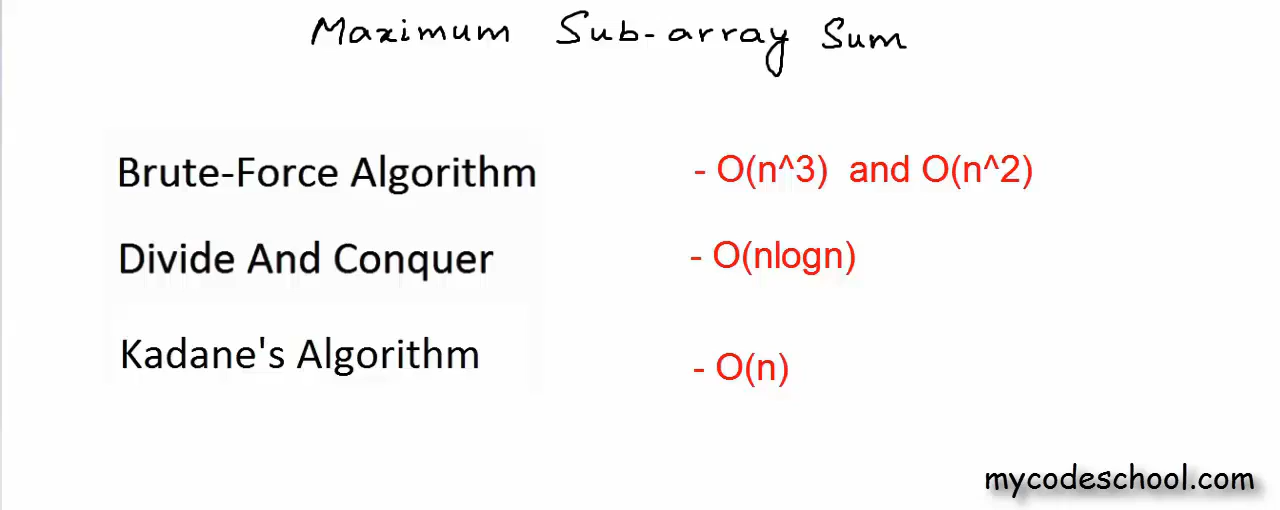 Maximum Sub-array Sum
Brute-Force Algorithm - O(n^3) and O(n^2)
Divide And Conquer - O(nlogn)
Kadane's Algorithm - O(n)
mycodeschool.com